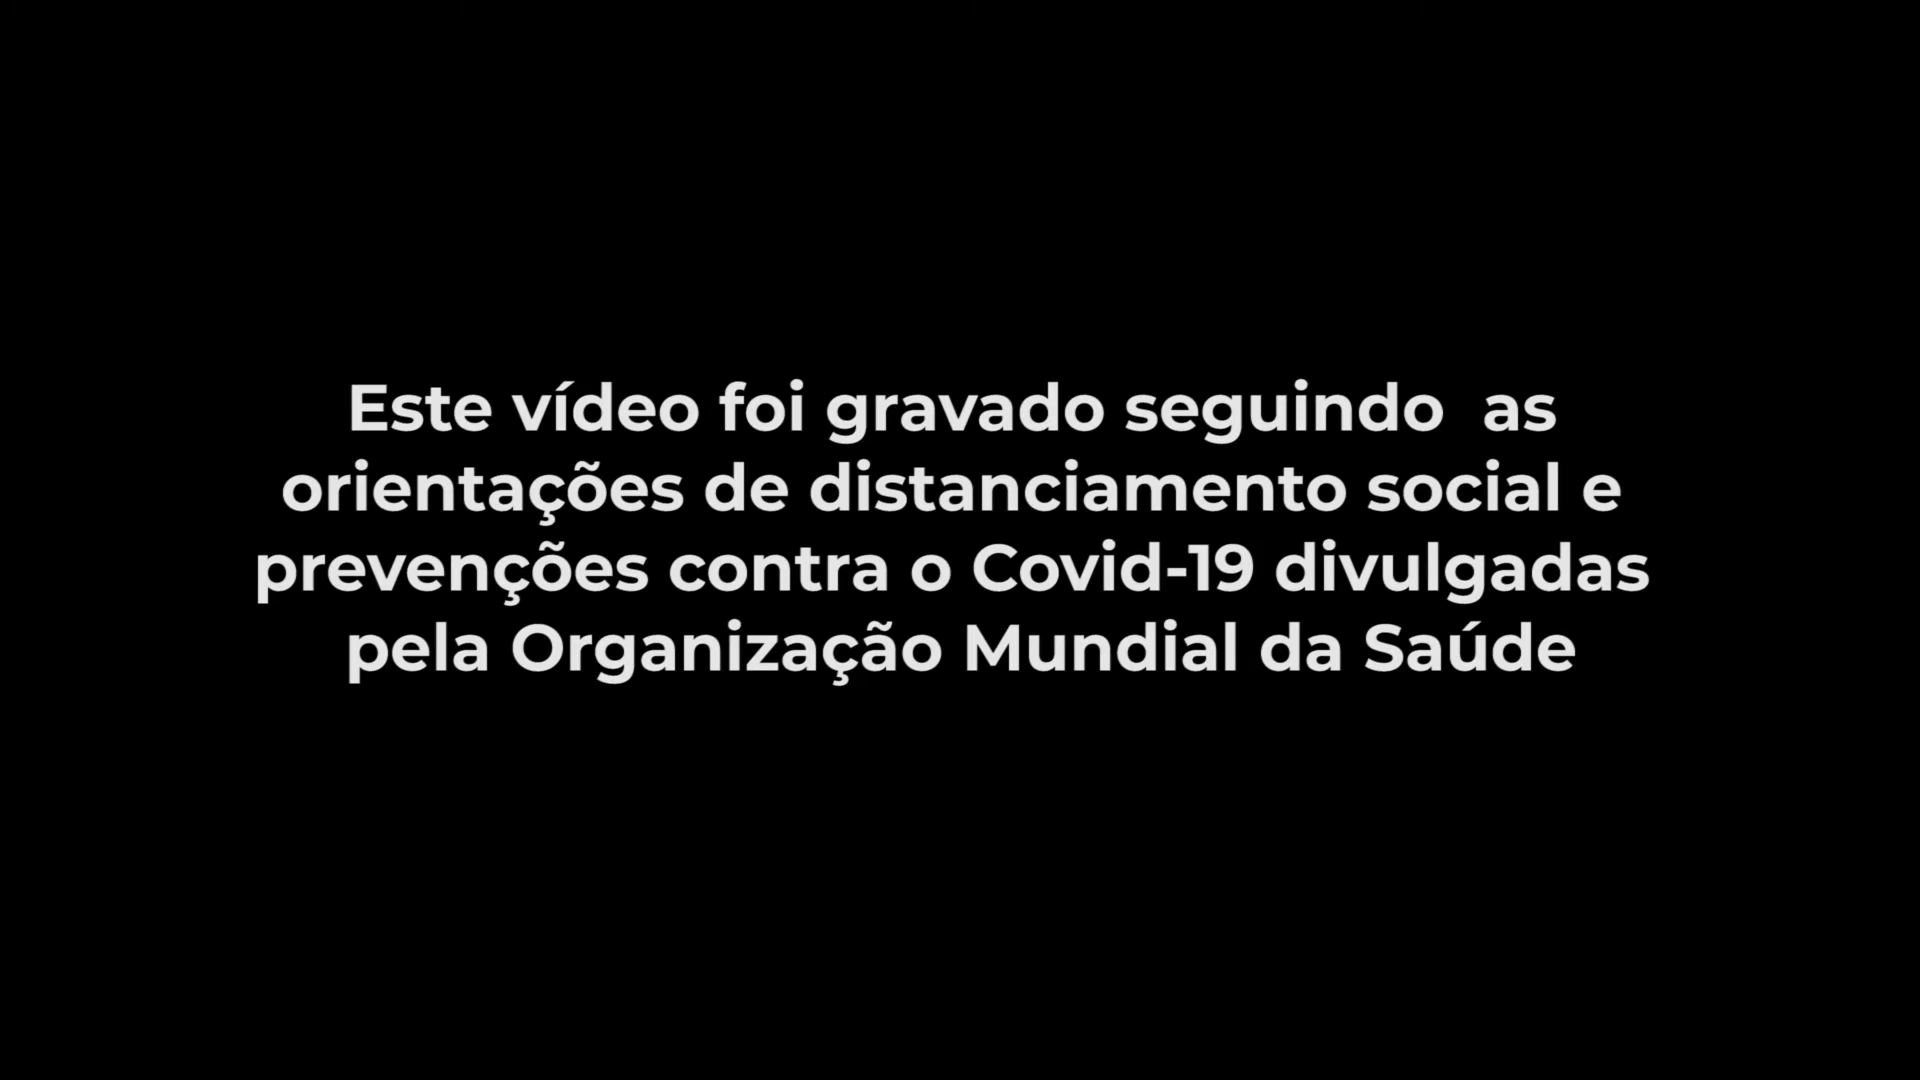 Este vídeo foi gravado seguindo  as
orientações de distanciamento social e
prevenções contra o Covid-19 divulgadas
pela Organização Mundial da Saúde